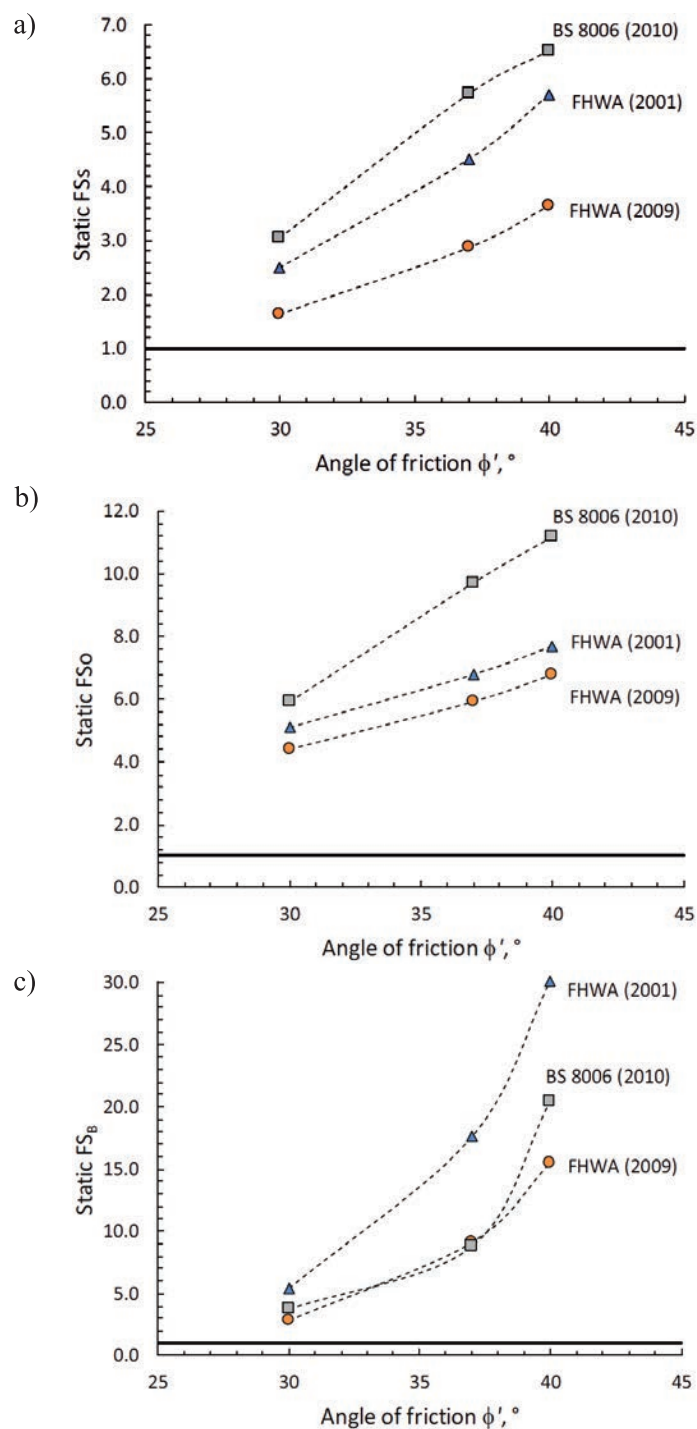 a)
7.0
6.0
5.0
4.0
3.0
2.0
1.0
0.0
Static FSs
BS 8006 (2010)
FHWA (2001)
FHWA (2009)
25 30 35 40 45
Angle of friction ϕ', °
b)
12.0
10.0
8.0
6.0
4.0
2.0
0.0
Static FSo
BS 8006 (2010)
FHWA (2001)
FHWA (2009)
25 30 35 40 45
Angle of friction ϕ', °
c)
30.0
25.0
20.0
15.0
10.0
5.0
0.0
Static FSB
FHWA (2001)
BS 8006 (2010)
FHWA (2009)
25 30 35 40 45
Angle of friction ϕ', °